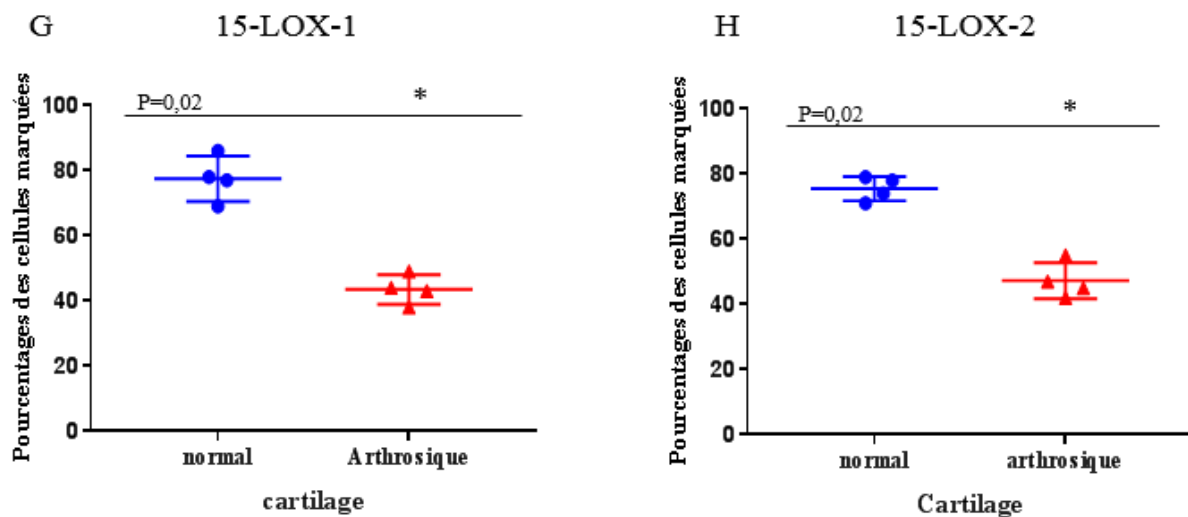 G 15-LOX-1
Pourcentages des cellules marquées
100
80
60
40
20
0
P=0,02 *
normal Arthrosique
cartilage
H 15-LOX-2
Pourcentages des cellules marquées
100
80
60
40
20
0
P=0,02 *
normal arthrosique
Cartilage